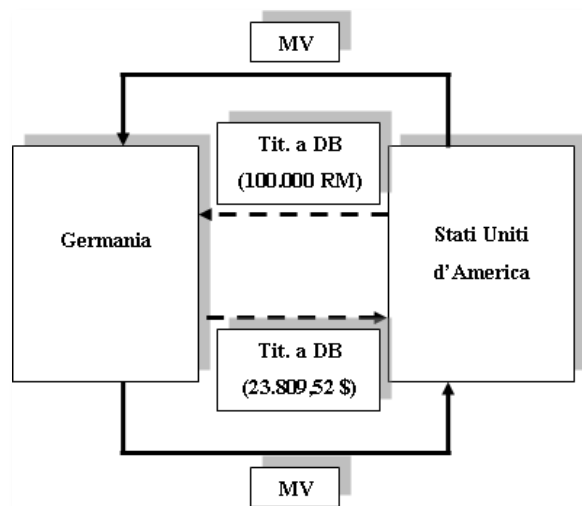 MV
Tit. a DB
(100.000 RM)
Germania
Stati Uniti
d'America
Tit. a DB
(23.809,52 $)
MV